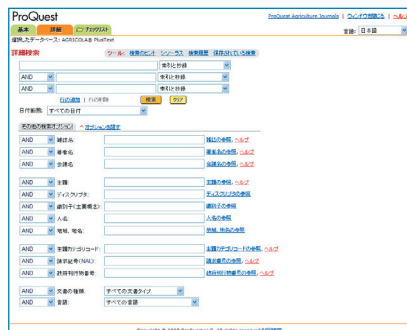 ProQuest
ProQuest Agriculture Journals | ウィンドウを閉じる | ヘルプ
基本 詳細 マイリスト
言語: 日本語
選択したデータベース: AGRICOLA® PlusText
詳細検索 ツール: 検索のヒント シソーラス 検索履歴 保存されている検索
索引と抄録
AND 索引と抄録
AND 索引と抄録
行の追加 | 行の削除 検索 クリア
日付範囲: すべての日付
その他の検索オプション オプションを隠す
AND 雑誌名: 雑誌の参照, ヘルプ
AND 著者名: 著者名の参照, ヘルプ
AND 会議名: 会議名の参照, ヘルプ
AND 主題: 主題の参照, ヘルプ
AND ディスクリプタ: ディスクリプタの参照
AND 識別子(主要概念): 識別子の参照
AND 人名: 人名の参照
AND 地域, 地名: 地域, 地名の参照
AND 主題カテゴリコード: 主題カテゴリコードの参照, ヘルプ
AND 請求記号(NAL): 請求番号の参照, ヘルプ
AND 政府刊行物番号: 政府刊行物番号の参照, ヘルプ
AND 文書の種類: すべての文書タイプ
AND 言語: すべての言語